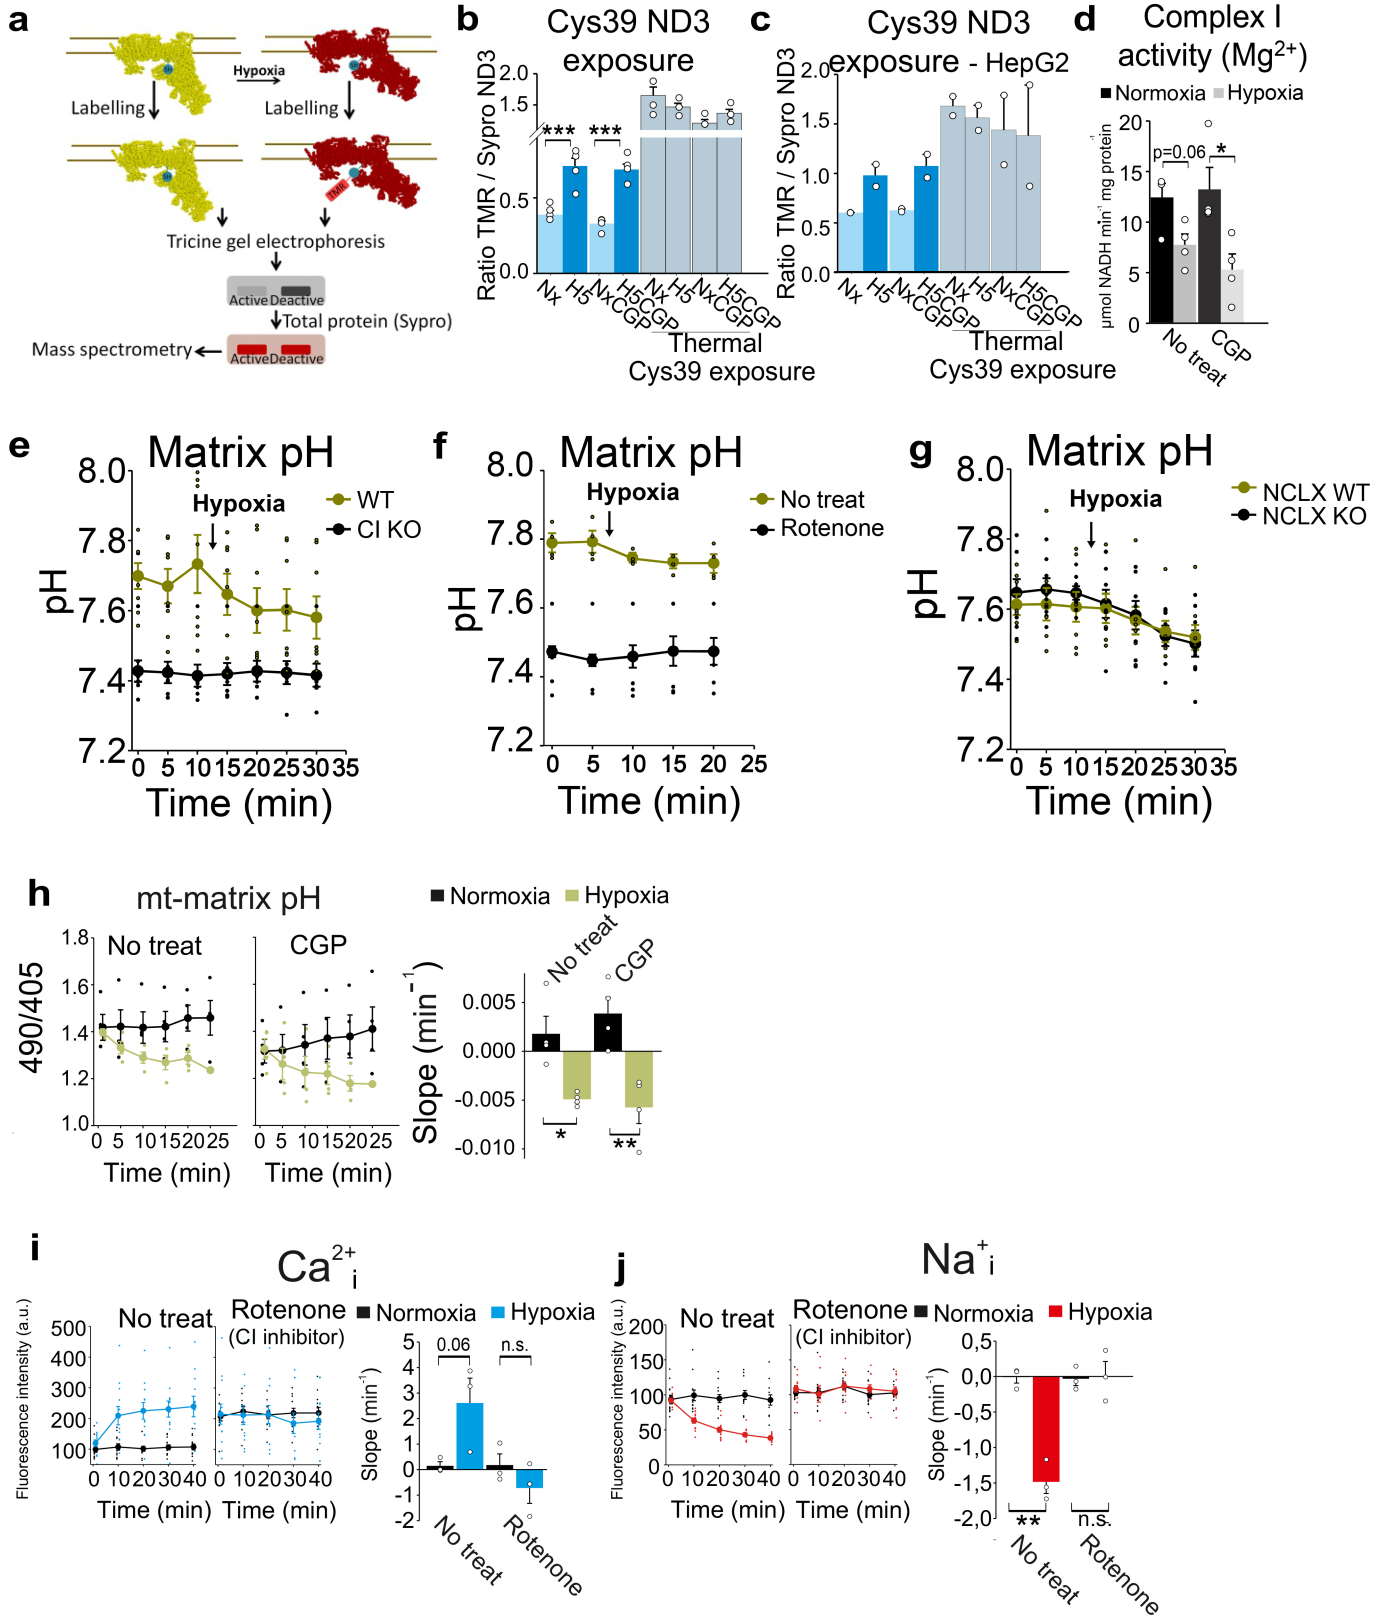 a
Hypoxia
Labelling
Labelling
SH
SH
SH
TMR
Tricine gel electrophoresis
Active Deactive
Total protein (Sypro)
Mass spectrometry
Active Deactive
b
Cys39 ND3
exposure
Ratio TMR / Sypro ND3
2.0
1.5
0.5
0.0
*** ***
Nx H5 NxCGP H5CGP Nx H5 NxCGP H5CGP
Thermal
Cys39 exposure
c
Cys39 ND3
exposure - HepG2
Ratio TMR / Sypro ND3
2.0
1.5
1.0
0.5
0.0
Nx H5 NxCGP H5CGP Nx H5 NxCGP H5CGP
Thermal
Cys39 exposure
d
Complex I
activity (Mg2+)
Normoxia Hypoxia
µmol NADH min-1 mg protein-1
20
15
10
5
0
p=0.06 *
No treat CGP
e
Matrix pH
Hypoxia
WT
CI KO
pH
8.0
7.8
7.6
7.4
7.2
0 5 10 15 20 25 30 35
Time (min)
f
Matrix pH
Hypoxia
No treat
Rotenone
pH
8.0
7.8
7.6
7.4
7.2
0 5 10 15 20 25
Time (min)
g
Matrix pH
Hypoxia
NCLX WT
NCLX KO
pH
8.0
7.8
7.6
7.4
7.2
0 5 10 15 20 25 30 35
Time (min)
h
mt-matrix pH
Normoxia Hypoxia
No treat CGP
490/405
1.8
1.6
1.4
1.2
1.0
0 5 10 15 20 25
Time (min)
0 5 10 15 20 25
Time (min)
No treat CGP
Slope (min-1)
0.005
0.000
-0.005
-0.010
* **
i
Ca2+i
No treat
Rotenone
(CI inhibitor)
Normoxia Hypoxia
Fluorescence intensity (a.u.)
500
400
300
200
100
0 10 20 30 40
Time (min)
0 10 20 30 40
Time (min)
Slope (min-1)
5
4
3
2
1
0
-1
-2
0.06 n.s.
No treat Rotenone
j
Na+i
No treat
Rotenone
(CI inhibitor)
Normoxia Hypoxia
Fluorescence intensity (a.u.)
200
150
100
50
0
0 10 20 30 40
Time (min)
0 10 20 30 40
Time (min)
Slope (min-1)
0,5
0,0
-0,5
-1,0
-1,5
-2,0
** n.s.
No treat Rotenone